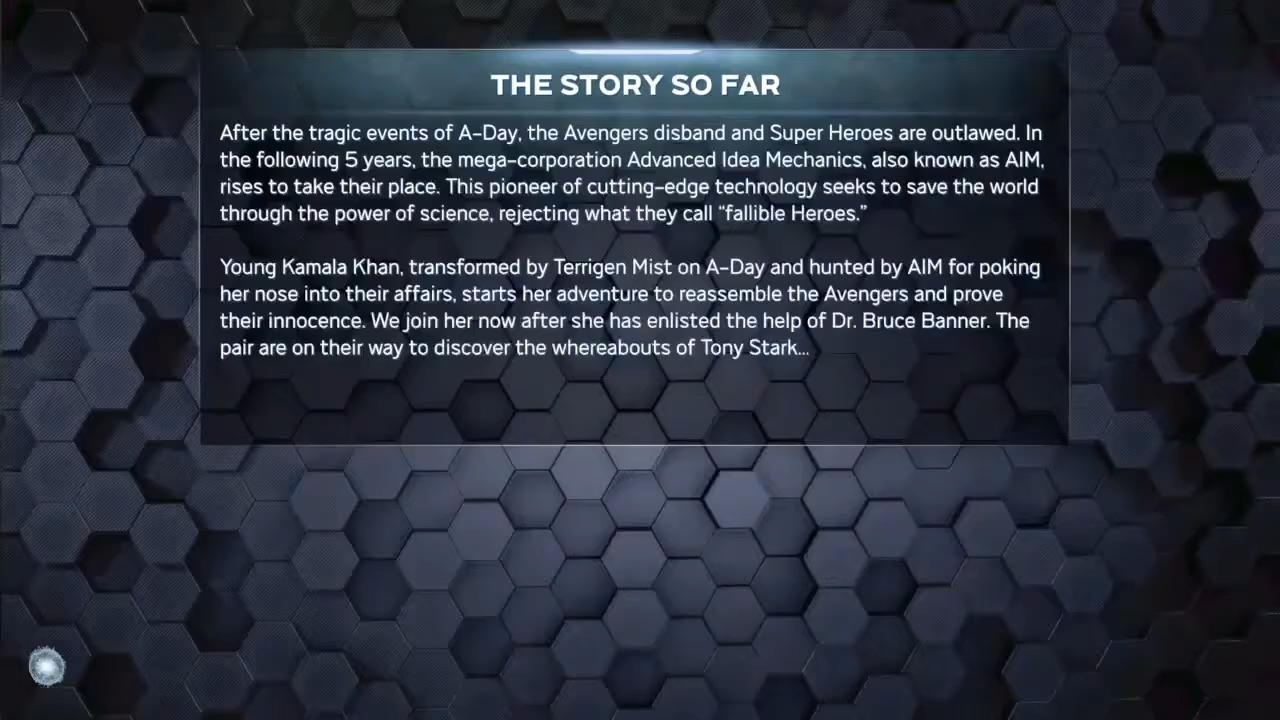 THE STORY SO FAR
After the tragic events of A-Day, the Avengers disband and Super Heroes are outlawed. In
the following 5 years, the mega-corporation Advanced Idea Mechanics, also known as AIM,
rises to take their place. This pioneer of cutting-edge technology seeks to save the world
through the power of science, rejecting what they call “fallible Heroes.”
Young Kamala Khan, transformed by Terrigen Mist on A-Day and hunted by AIM for poking
her nose into their affairs, starts her adventure to reassemble the Avengers and prove
their innocence. We join her now after she has enlisted the help of Dr. Bruce Banner. The
pair are on their way to discover the whereabouts of Tony Stark...